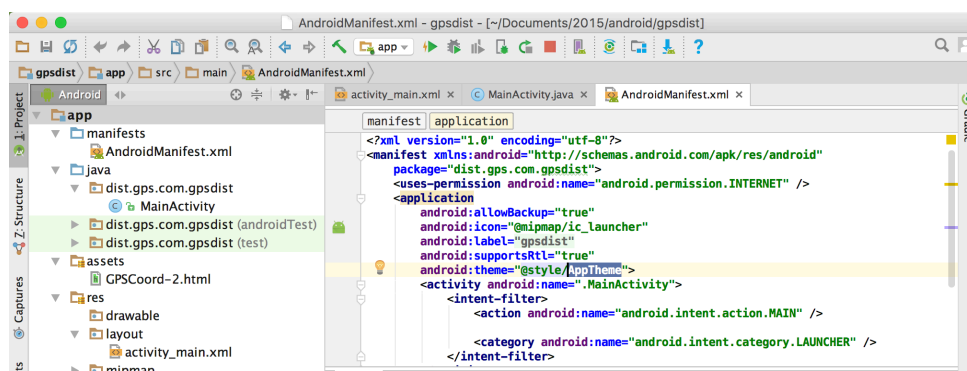 AndroidManifest.xml - gpsdist - [~/Documents/2015/android/gpsdist]
app
gpsdist app src main AndroidManifest.xml
Android
activity_main.xml MainActivity.java AndroidManifest.xml
1: Project
Z: Structure
Captures
app
manifests
AndroidManifest.xml
java
dist.gps.com.gpsdist
MainActivity
dist.gps.com.gpsdist (androidTest)
dist.gps.com.gpsdist (test)
assets
GPSCoord-2.html
res
drawable
layout
activity_main.xml
mipmap
manifest application
<?xml version="1.0" encoding="utf-8"?>
<manifest xmlns:android="http://schemas.android.com/apk/res/android"
package="dist.gps.com.gpsdist">
<uses-permission android:name="android.permission.INTERNET" />
<application
android:allowBackup="true"
android:icon="@mipmap/ic_launcher"
android:label="gpsdist"
android:supportsRtl="true"
android:theme="@style/AppTheme">
<activity android:name=".MainActivity">
<intent-filter>
<action android:name="android.intent.action.MAIN" />
<category android:name="android.intent.category.LAUNCHER" />
</intent-filter>